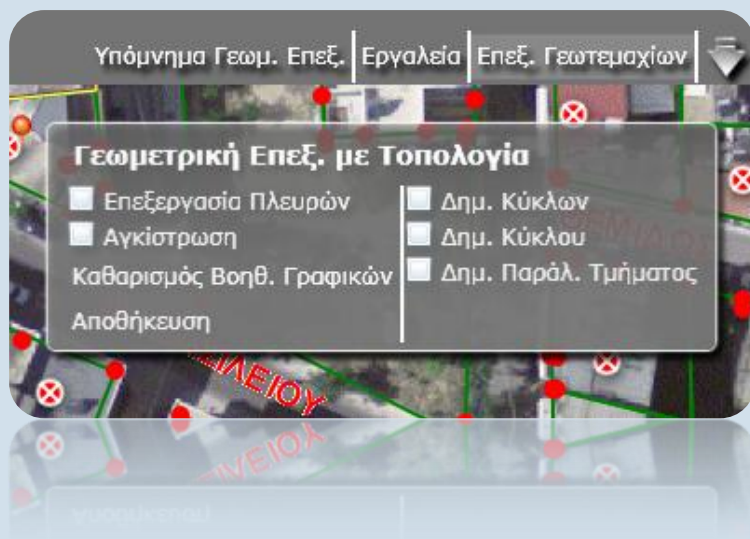 Υπόμνημα Γεωμ. Επεξ. Εργαλεία Επεξ. Γεωτεμαχίων
Γεωμετρική Επεξ. με Τοπολογία
Επεξεργασία Πλευρών
Αγκίστρωση
Καθαρισμός Βοηθ. Γραφικών
Αποθήκευση
Δημ. Κύκλων
Δημ. Κύκλου
Δημ. Παράλ. Τμήματος